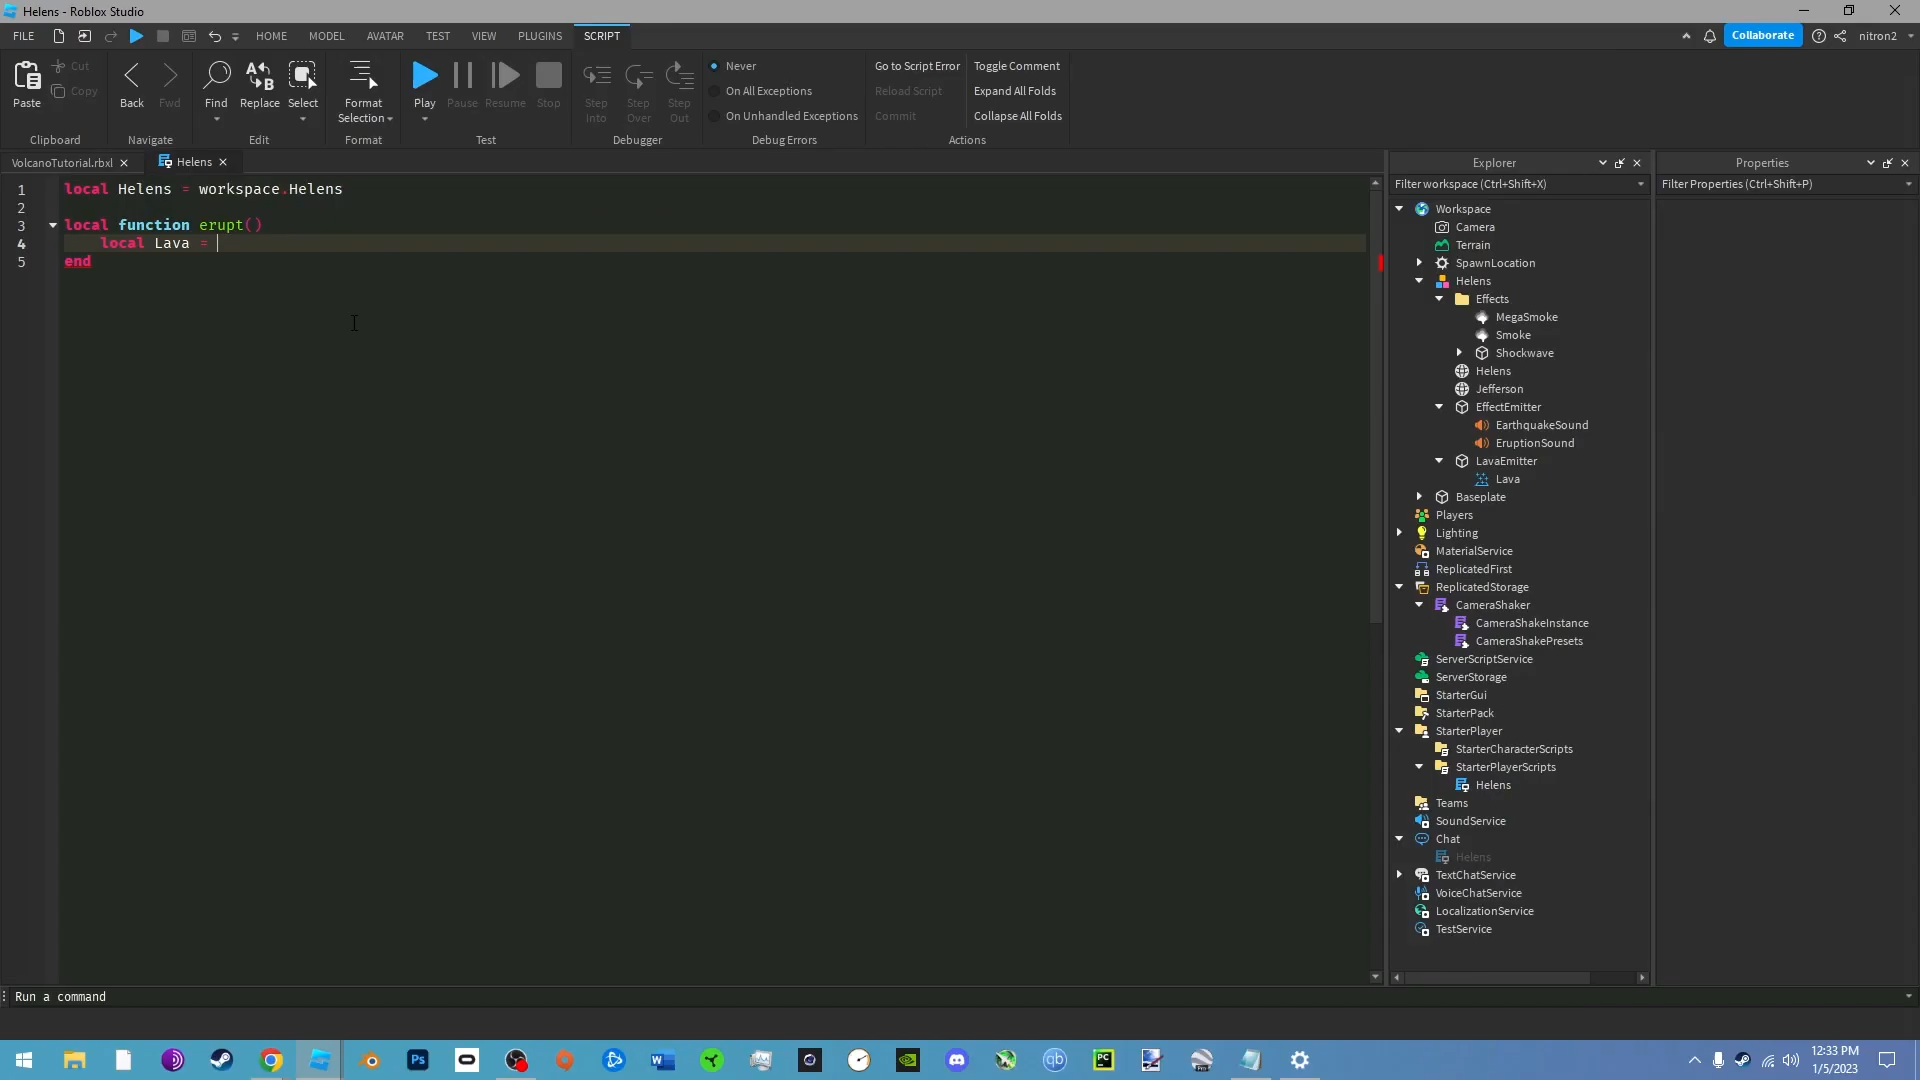 Helens - Roblox Studio
FILE HOME MODEL AVATAR TEST VIEW PLUGINS SCRIPT Collaborate nitron2
Paste Cut Copy Clipboard
Back Fwd Navigate
Find Replace Select Edit
Format Selection Format
Play Pause Resume Stop Test
Step Into Step Over Step Out Debugger
Never
On All Exceptions
On Unhandled Exceptions
Debug Errors
Go to Script Error Toggle Comment
Reload Script Expand All Folds
Commit Collapse All Folds
Actions
VolcanoTutorial.rbxl Helens
1 local Helens = workspace.Helens
2
3 local function erupt()
4 local Lava =
5 end
Explorer
Filter workspace (Ctrl+Shift+X)
Workspace
Camera
Terrain
SpawnLocation
Helens
Effects
MegaSmoke
Smoke
Shockwave
Helens
Jefferson
EffectEmitter
EarthquakeSound
EruptionSound
LavaEmitter
Lava
Baseplate
Players
Lighting
MaterialService
ReplicatedFirst
ReplicatedStorage
CameraShaker
CameraShakeInstance
CameraShakePresets
ServerScriptService
ServerStorage
StarterGui
StarterPack
StarterPlayer
StarterCharacterScripts
StarterPlayerScripts
Helens
Teams
SoundService
Chat
Helens
TextChatService
VoiceChatService
LocalizationService
TestService
Properties
Filter Properties (Ctrl+Shift+P)
Run a command
Ps
W
qb
PC
Pro
12:33 PM
1/5/2023